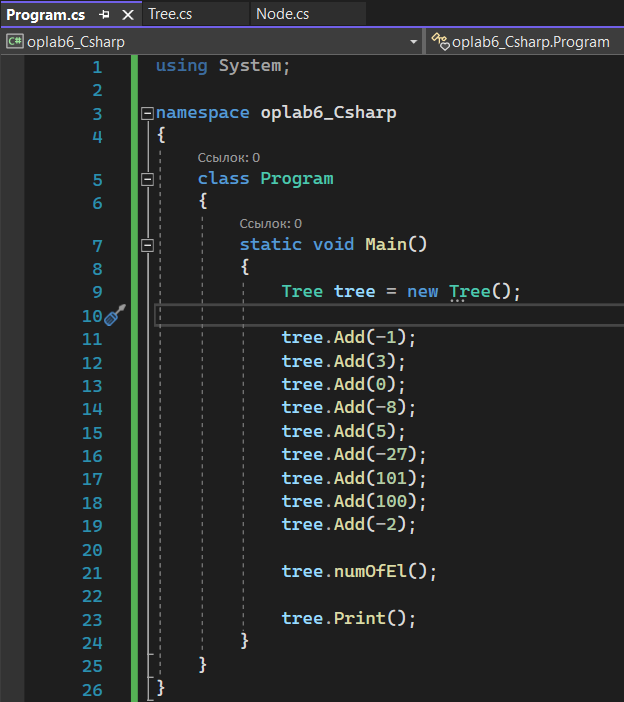 Program.cs Tree.cs Node.cs
C# oplab6_Csharp oplab6_Csharp.Program
1 using System;
2
3 namespace oplab6_Csharp
4 {
Ссылок: 0
5 class Program
6 {
Ссылок: 0
7 static void Main()
8 {
9 Tree tree = new Tree();
10
11 tree.Add(-1);
12 tree.Add(3);
13 tree.Add(0);
14 tree.Add(-8);
15 tree.Add(5);
16 tree.Add(-27);
17 tree.Add(101);
18 tree.Add(100);
19 tree.Add(-2);
20
21 tree.numOfEl();
22
23 tree.Print();
24 }
25 }
26 }